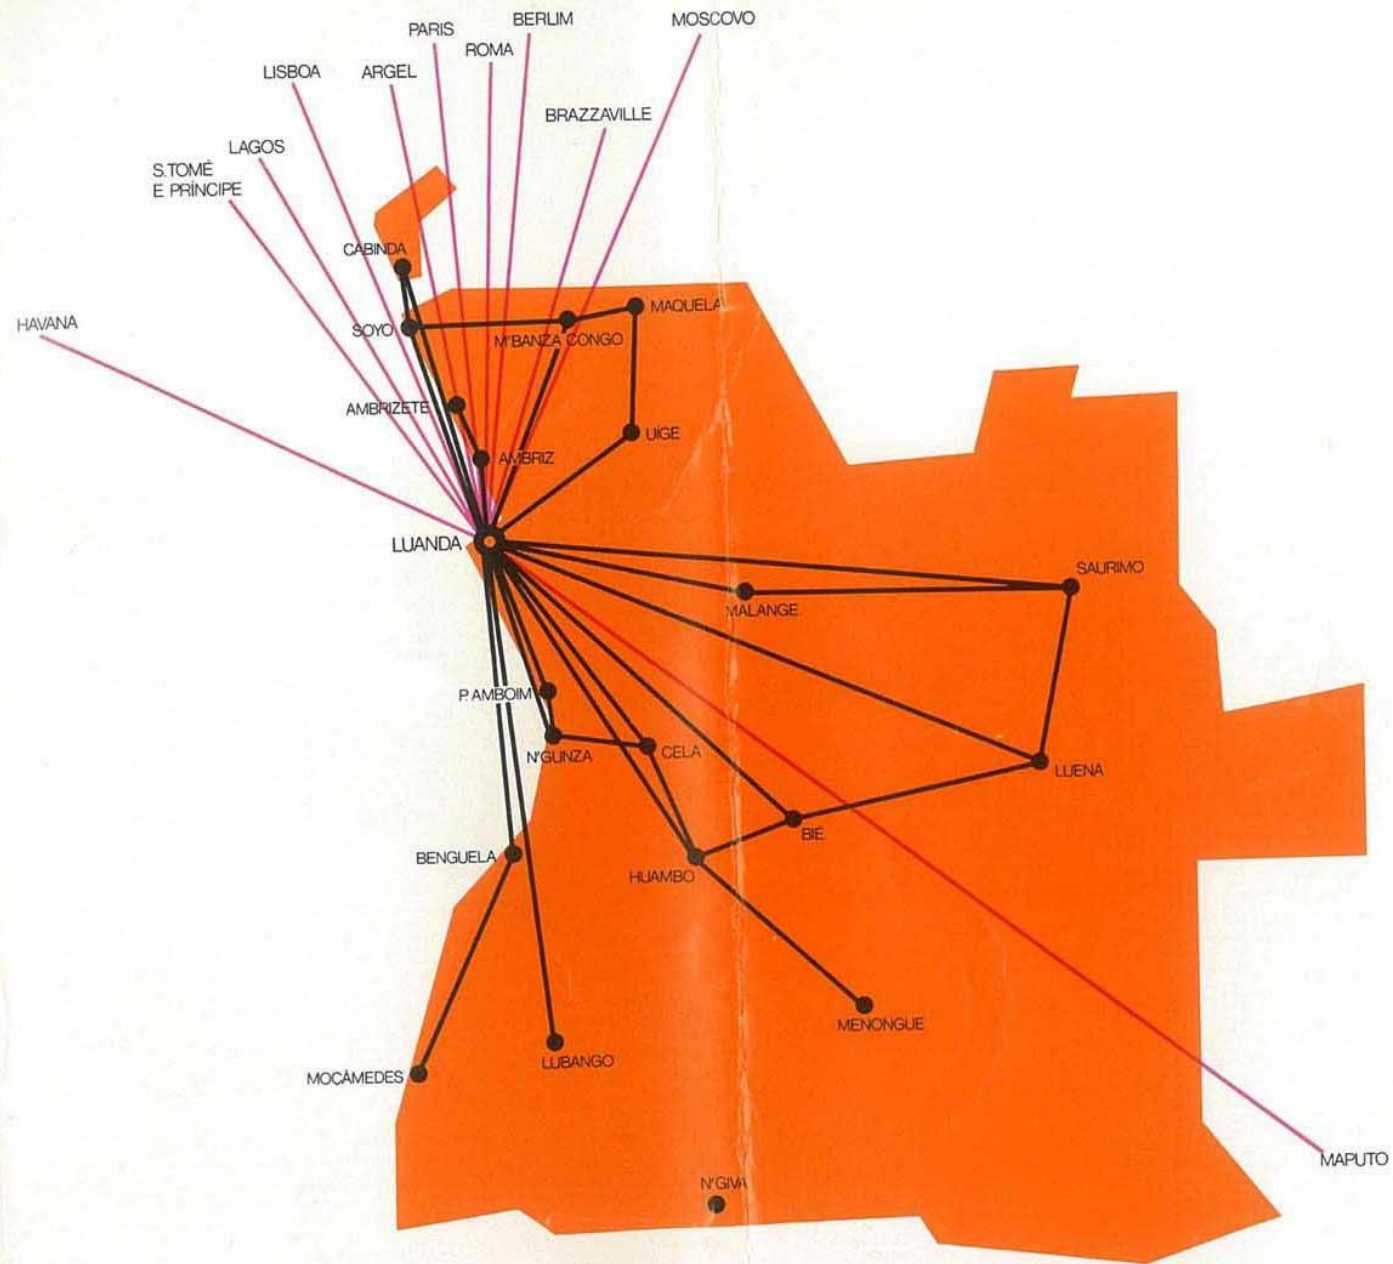 BERLIM
MOSCOVO
PARIS
ROMA
LISBOA
ARGEL
BRAZZAVILLE
LAGOS
S.TOMÉ
E PRÍNCIPE
CABINDA
MAQUELA
HAVANA
SOYO
M'BANZA CONGO
AMBRIZETE
UÍGE
AMBRIZ
LUANDA
SAURIMO
MALANGE
P. AMBOIM
N'GUNZA
CELA
LUENA
BIÉ
BENGUELA
HUAMBO
MENONGUE
LUBANGO
MOÇÂMEDES
MAPUTO
N'GIVA